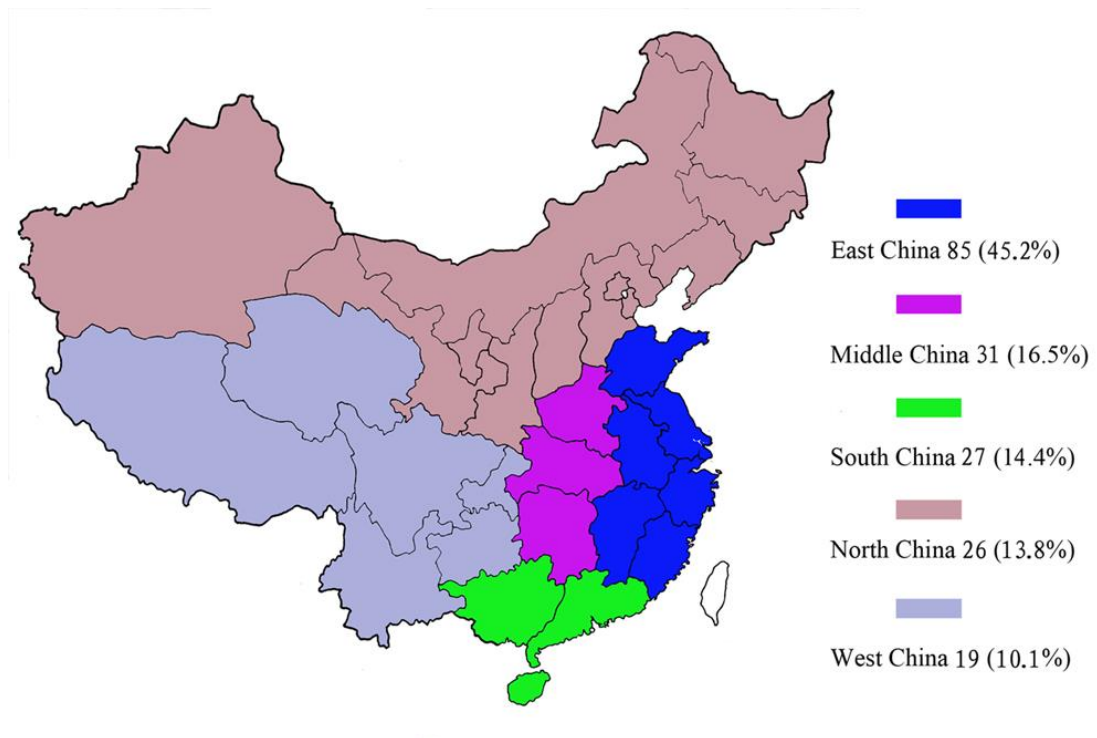 East China 85 (45.2%)
Middle China 31 (16.5%)
South China 27 (14.4%)
North China 26 (13.8%)
West China 19 (10.1%)